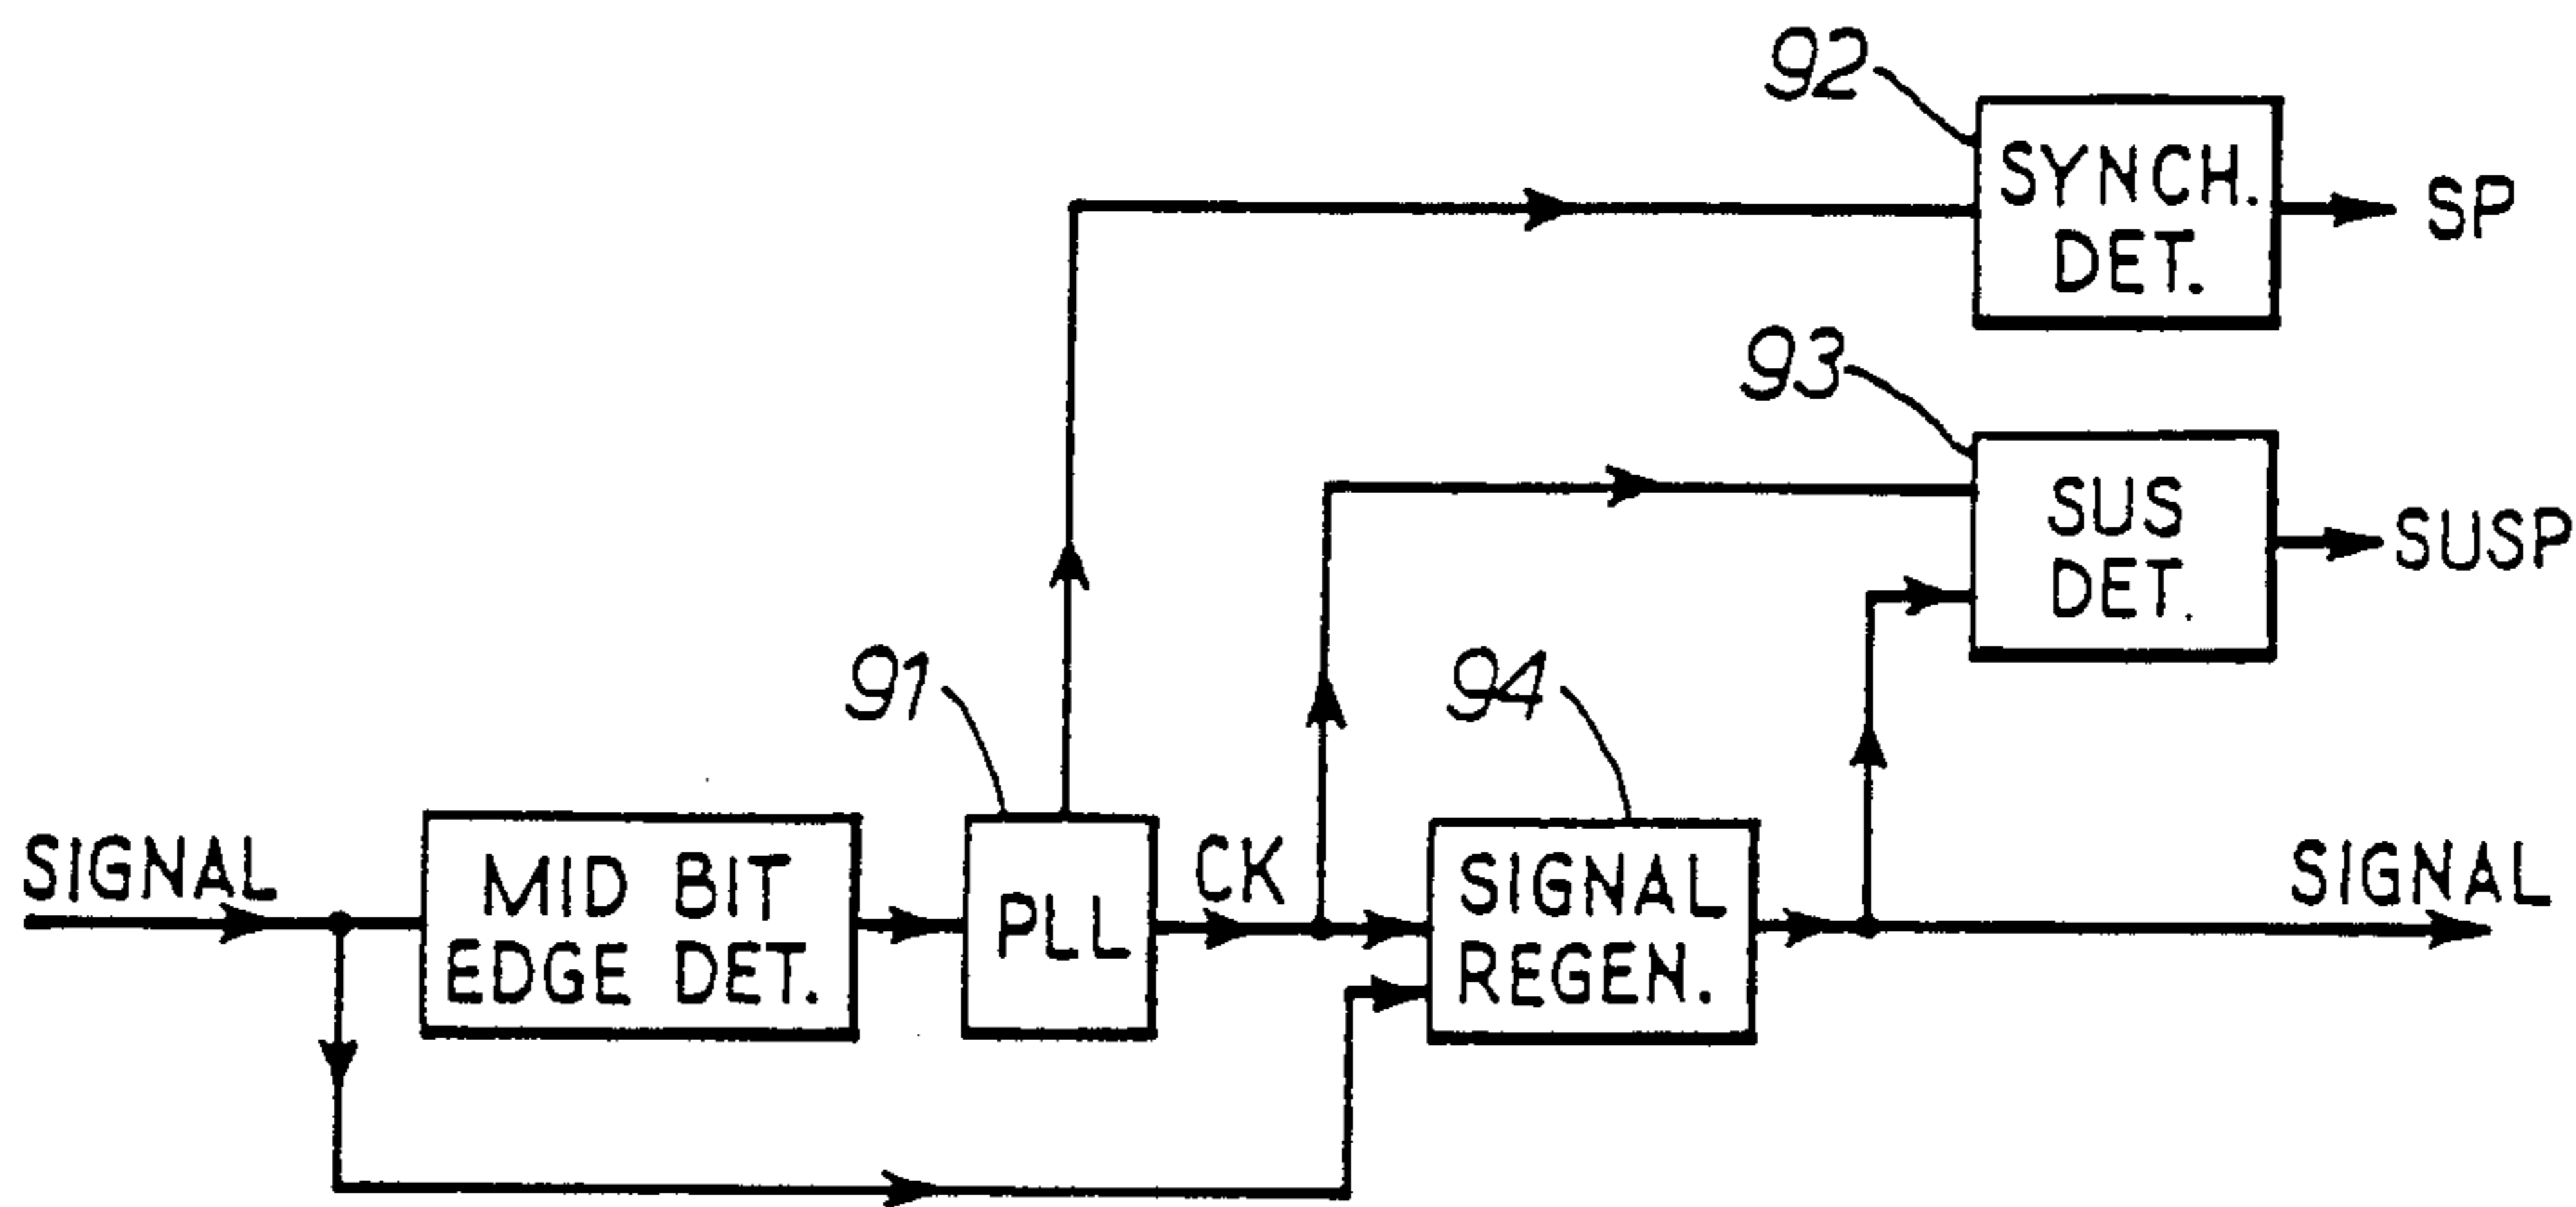 92
SYNCH.
DET.
SP
93
SUS
DET.
SUSP
91
94
SIGNAL
MID BIT
EDGE DET.
PLL
CK
SIGNAL
REGEN.
SIGNAL